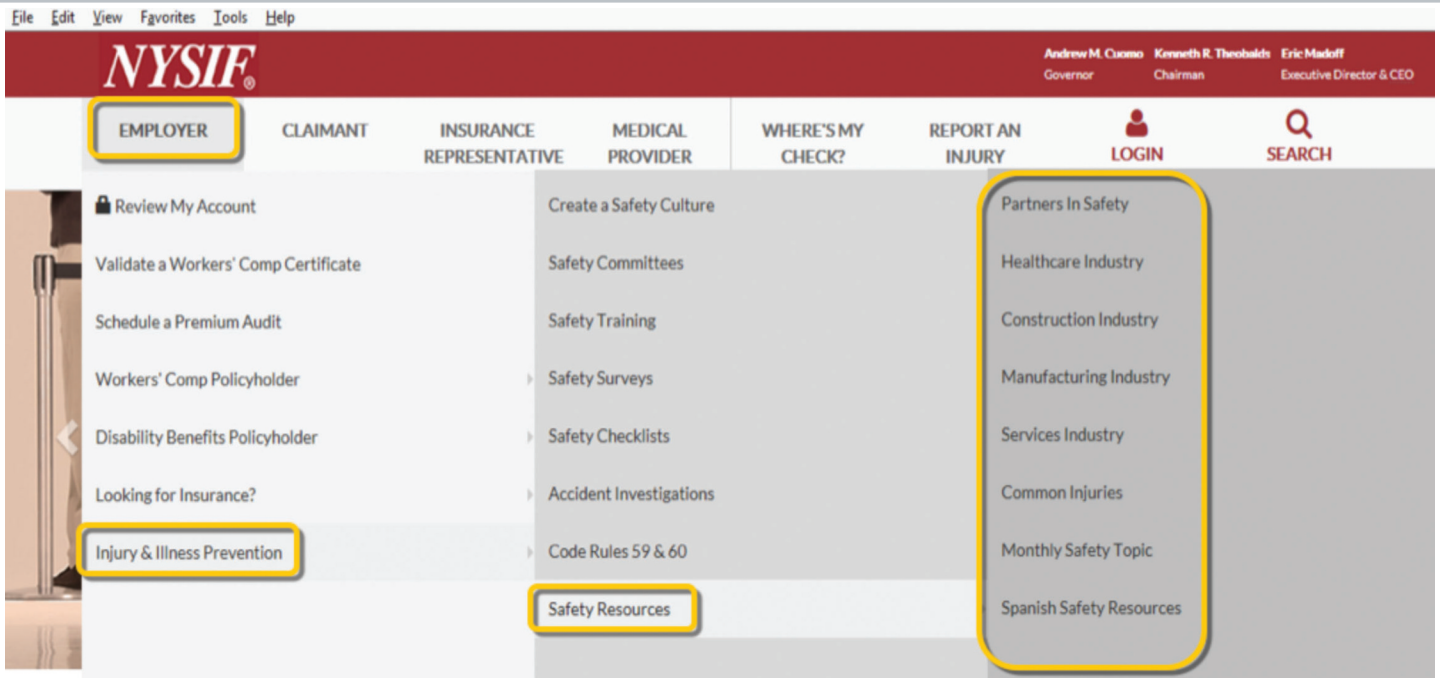 File Edit View Favorites Tools Help
NYSIF®
Andrew M. Cuomo Kenneth R. Theobalds Eric Madoff
Governor Chairman Executive Director & CEO
EMPLOYER
CLAIMANT
INSURANCE
REPRESENTATIVE
MEDICAL
PROVIDER
WHERE'S MY
CHECK?
REPORT AN
INJURY
LOGIN
SEARCH
Review My Account
Validate a Workers' Comp Certificate
Schedule a Premium Audit
Workers' Comp Policyholder
Disability Benefits Policyholder
Looking for Insurance?
Injury & Illness Prevention
Create a Safety Culture
Safety Committees
Safety Training
Safety Surveys
Safety Checklists
Accident Investigations
Code Rules 59 & 60
Safety Resources
Partners In Safety
Healthcare Industry
Construction Industry
Manufacturing Industry
Services Industry
Common Injuries
Monthly Safety Topic
Spanish Safety Resources